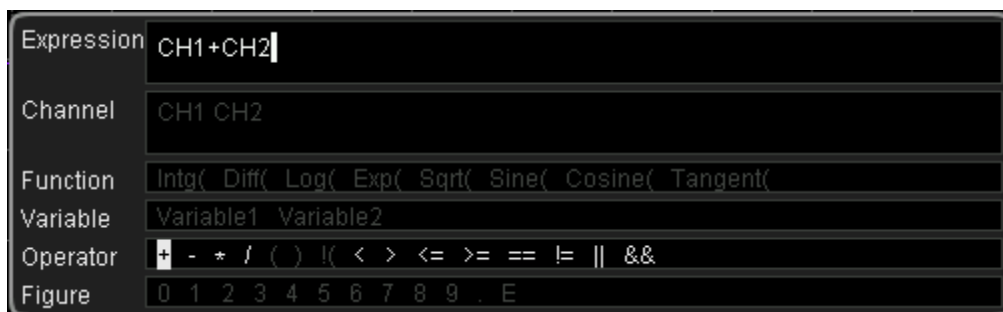 Expression CH1+CH2
Channel CH1 CH2
Function Intg( Diff( Log( Exp( Sqrt( Sine( Cosine( Tangent(
Variable Variable1 Variable2
Operator + - * / ( ) !( < > <= >= == != || &&
Figure 0 1 2 3 4 5 6 7 8 9 . E